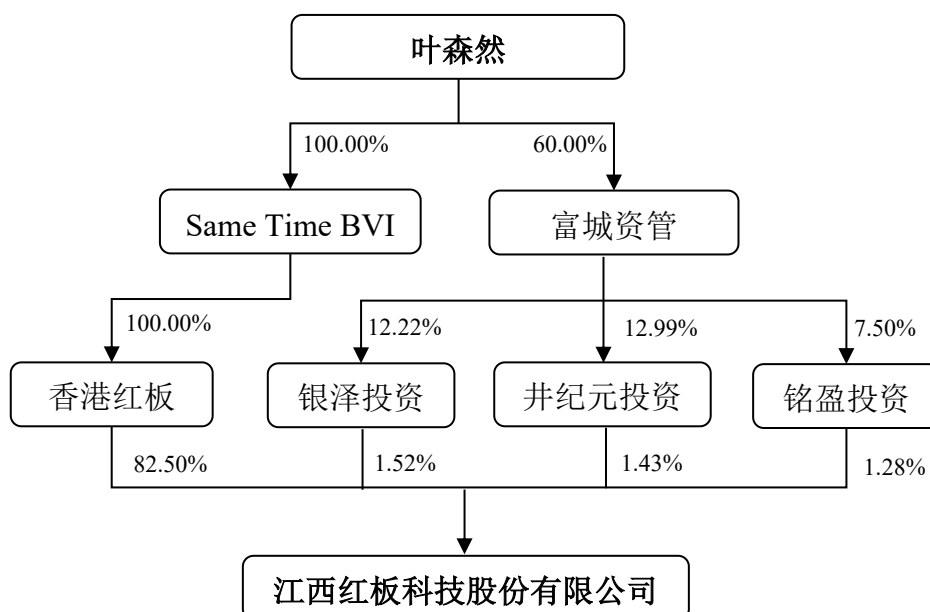 叶森然
100.00%
60.00%
Same Time BVI
富城资管
100.00%
12.22%
12.99%
7.50%
香港红板
银泽投资
井纪元投资
铭盈投资
82.50%
1.52%
1.43%
1.28%
江西红板科技股份有限公司